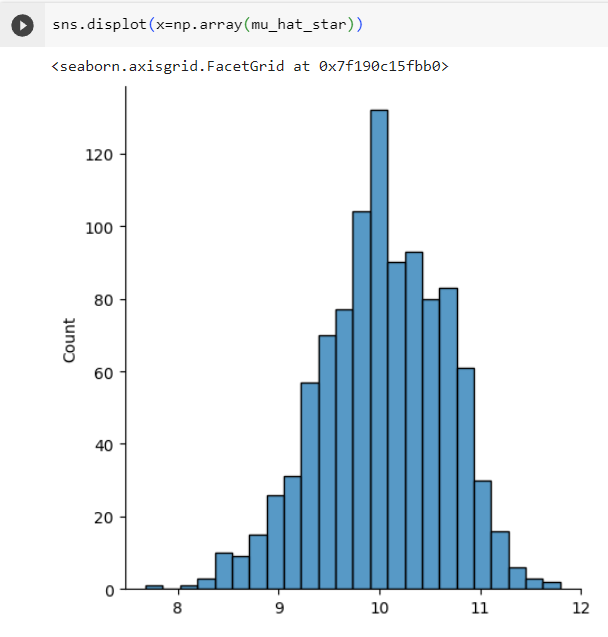 sns.displot(x=np.array(mu_hat_star))
<seaborn.axisgrid.FacetGrid at 0x7f190c15fbb0>
120
100
80
60
40
20
0
Count
8 9 10 11 12